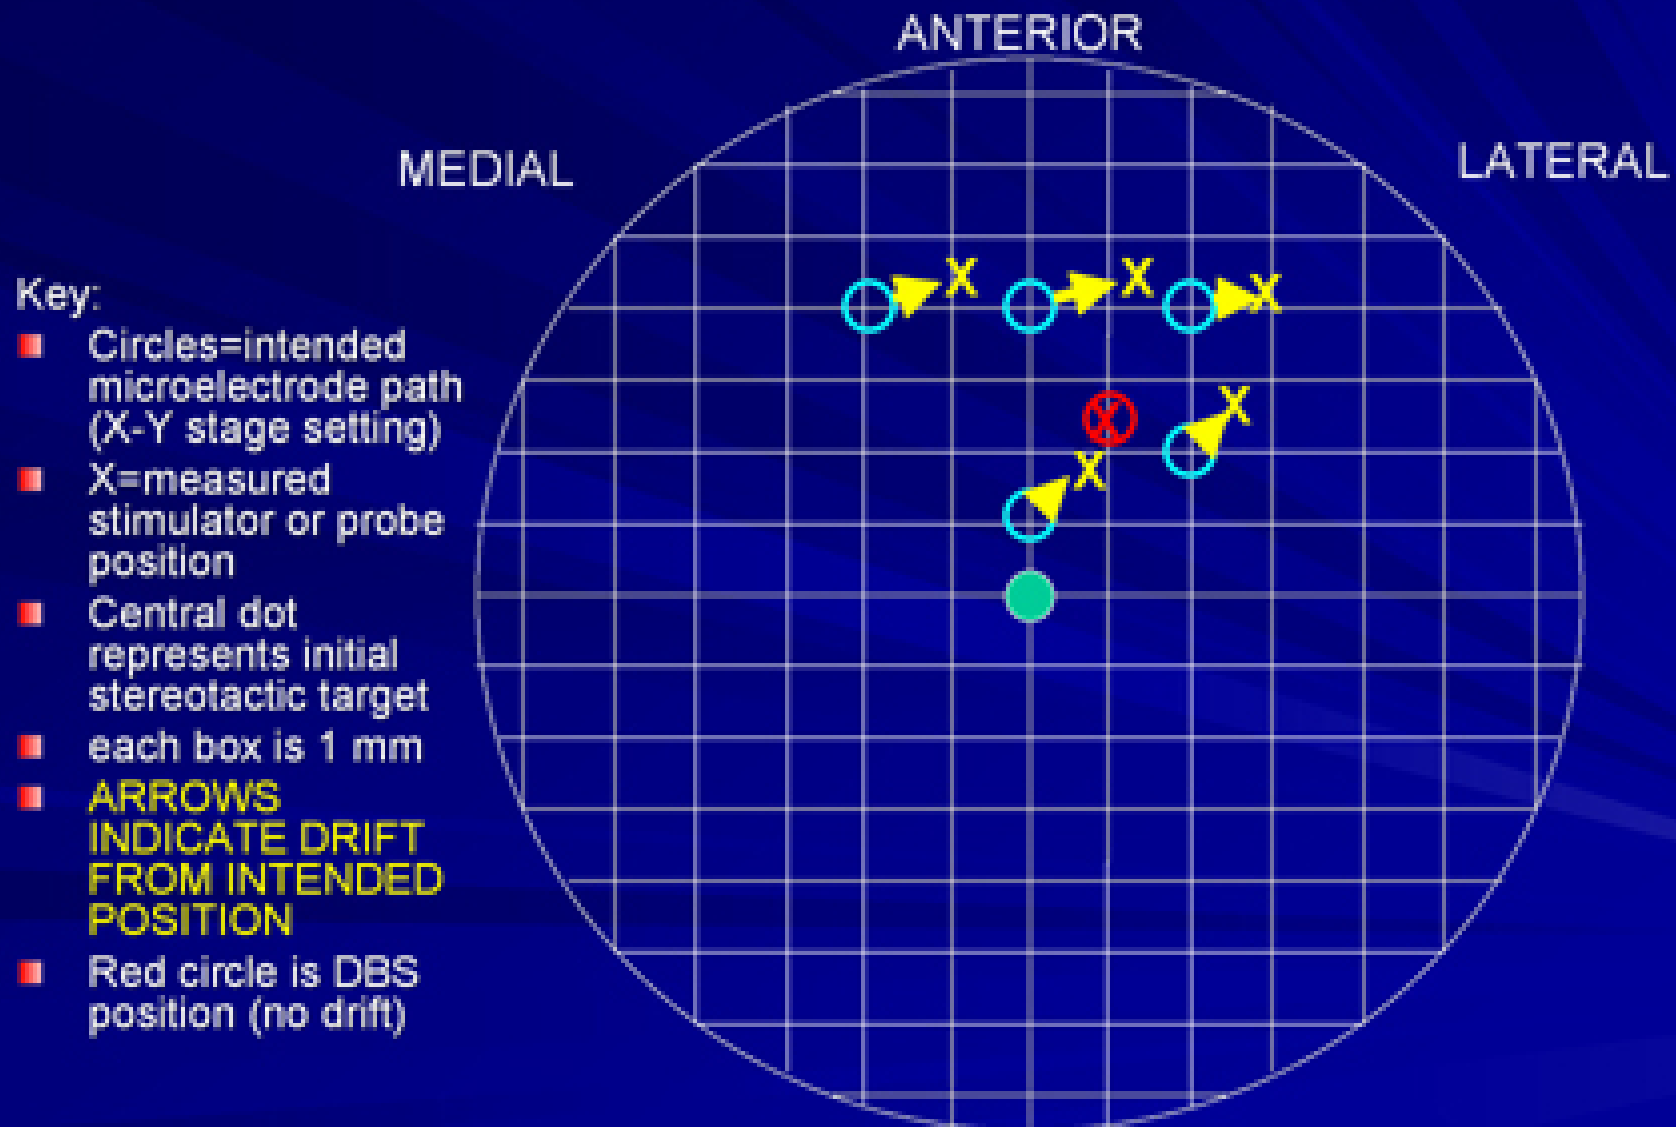 ANTERIOR
MEDIAL
LATERAL
Key:
Circles=intended
microelectrode path
(X-Y stage setting)
X=measured
stimulator or probe
position
Central dot
represents initial
stereotactic target
each box is 1 mm
ARROWS
INDICATE DRIFT
FROM INTENDED
POSITION
Red circle is DBS
position (no drift)
X X X
X
X
X